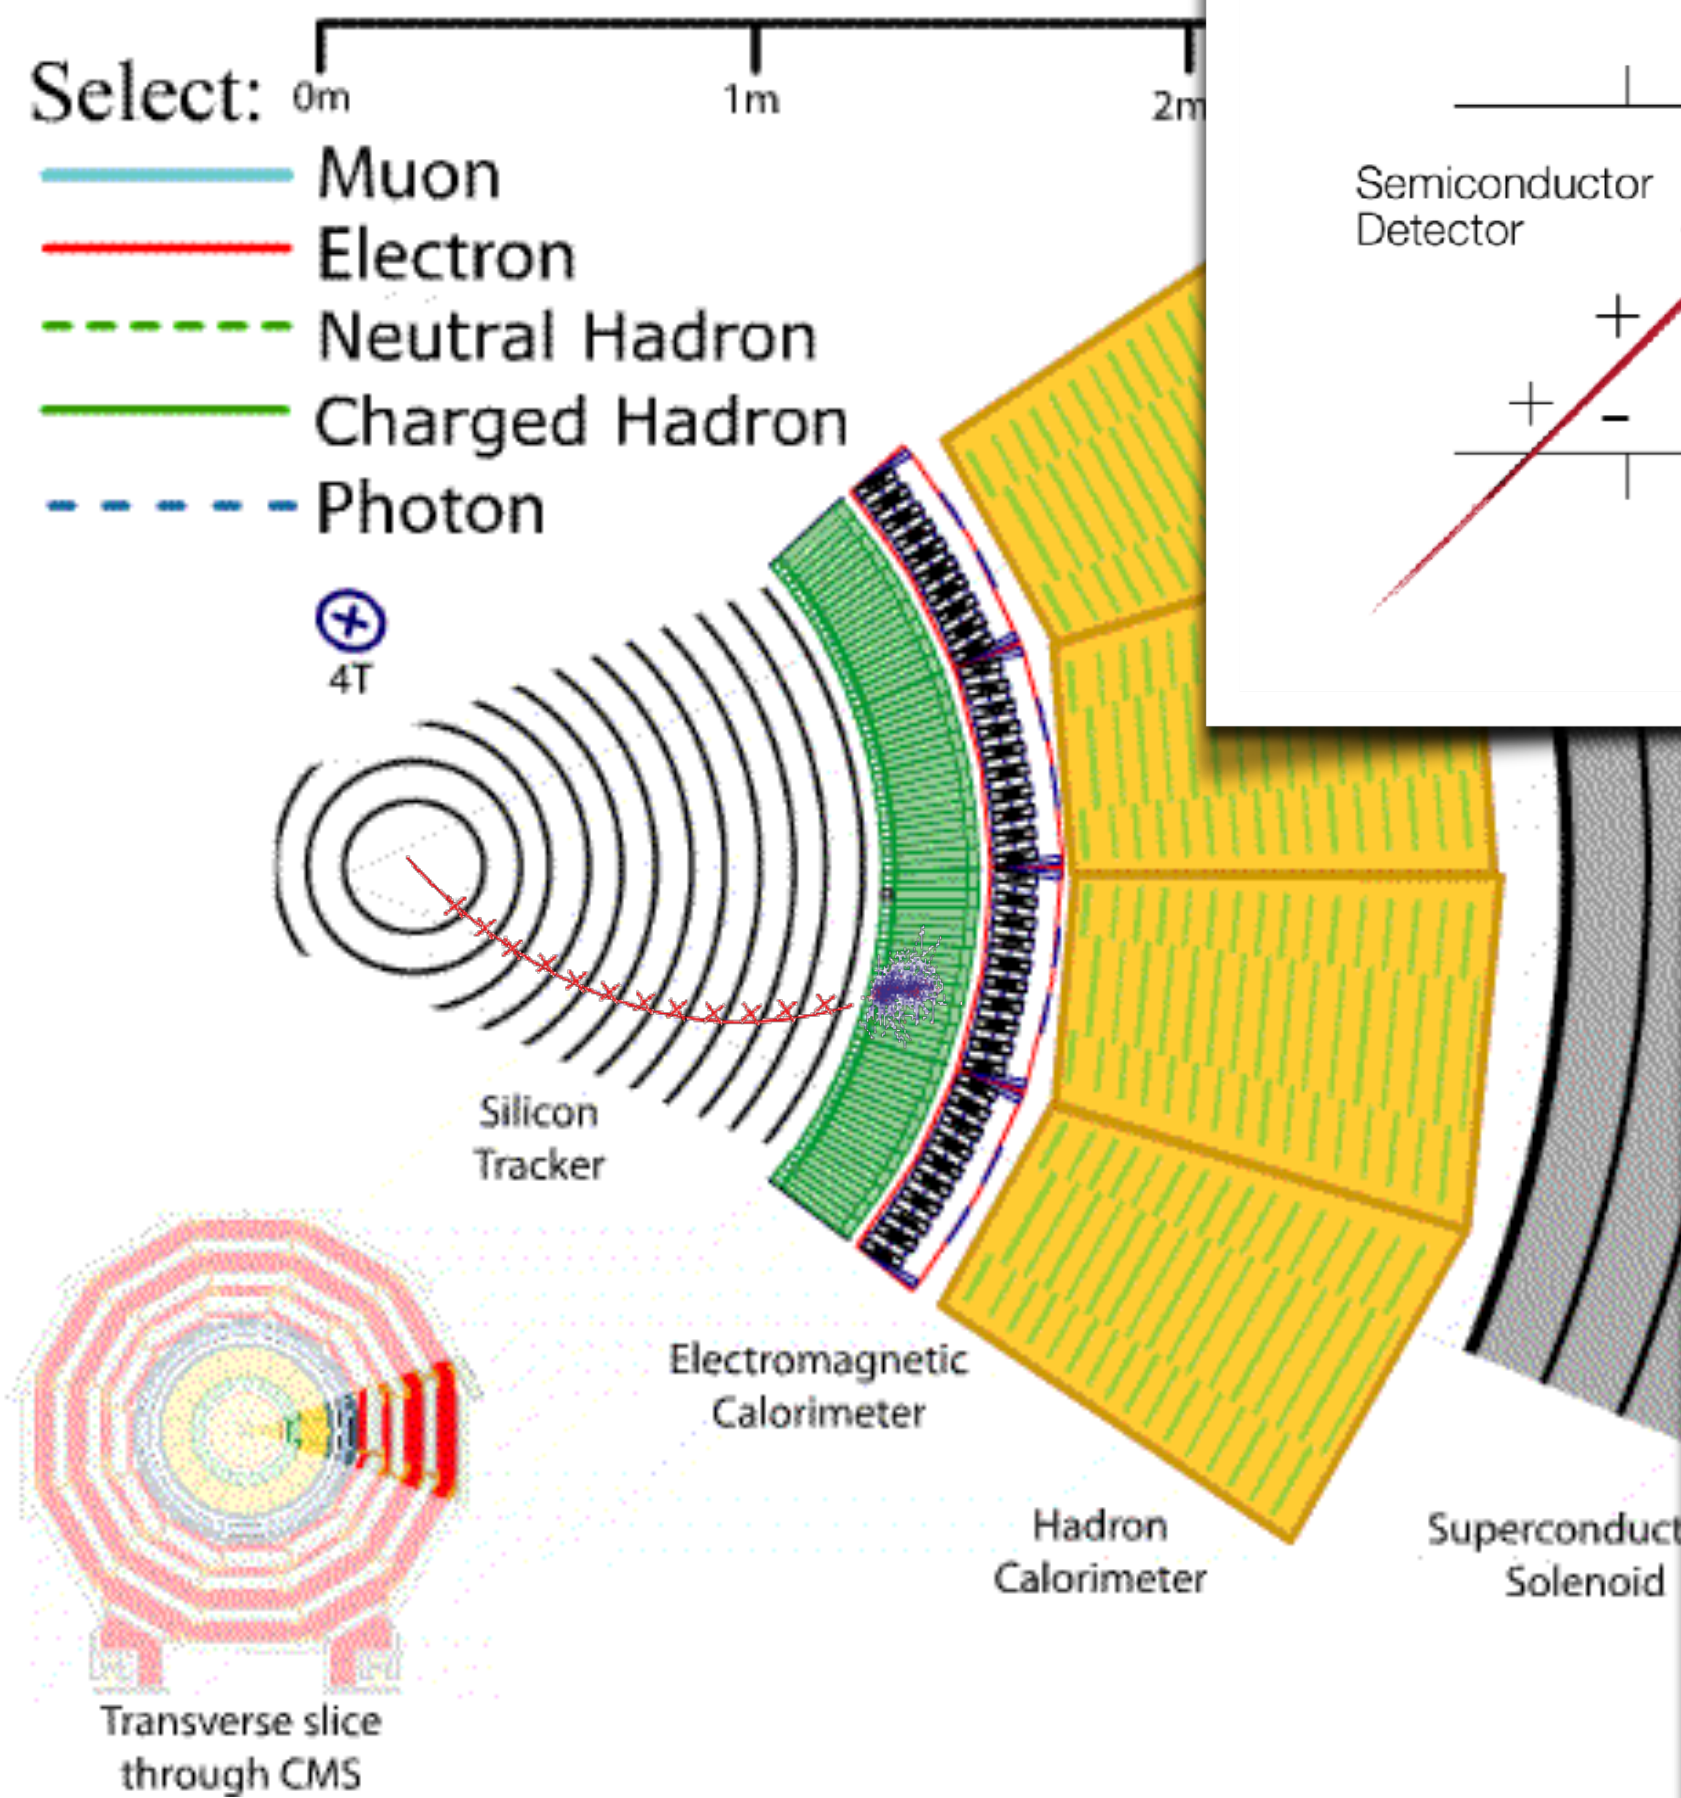 Select:
0m
1m
2m
Muon
Electron
Neutral Hadron
Charged Hadron
Photon
4T
Semiconductor
Detector
+
+ -
Silicon
Tracker
Electromagnetic
Calorimeter
Hadron
Calorimeter
Superconduct
Solenoid
Transverse slice
through CMS